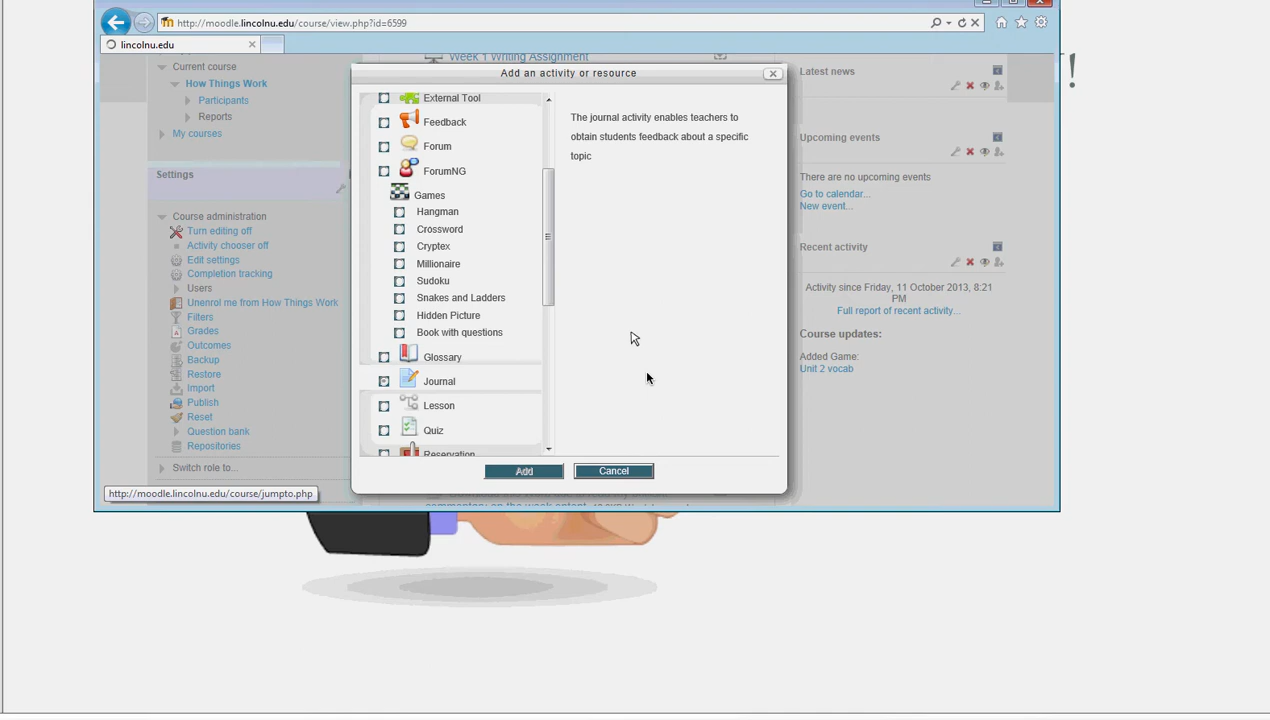 http://moodle.lincolnu.edu/course/view.php?id=6599
lincolnu.edu
Current course
How Things Work
Participants
Reports
My courses
Settings
Course administration
Turn editing off
Activity chooser off
Edit settings
Completion tracking
Users
Unenrol me from How Things Work
Filters
Grades
Outcomes
Backup
Restore
Import
Publish
Reset
Question bank
Repositories
Switch role to...
http://moodle.lincolnu.edu/course/jumpto.php
Week 1 Writing Assignment
Add an activity or resource
External Tool
Feedback
Forum
ForumNG
Games
Hangman
Crossword
Cryptex
Millionaire
Sudoku
Snakes and Ladders
Hidden Picture
Book with questions
Glossary
Journal
Lesson
Quiz
Reservation
The journal activity enables teachers to
obtain students feedback about a specific
topic
Add
Cancel
Latest news
Upcoming events
There are no upcoming events
Go to calendar...
New event...
Recent activity
Activity since Friday, 11 October 2013, 8:21
PM
Full report of recent activity...
Course updates:
Added Game:
Unit 2 vocab
!